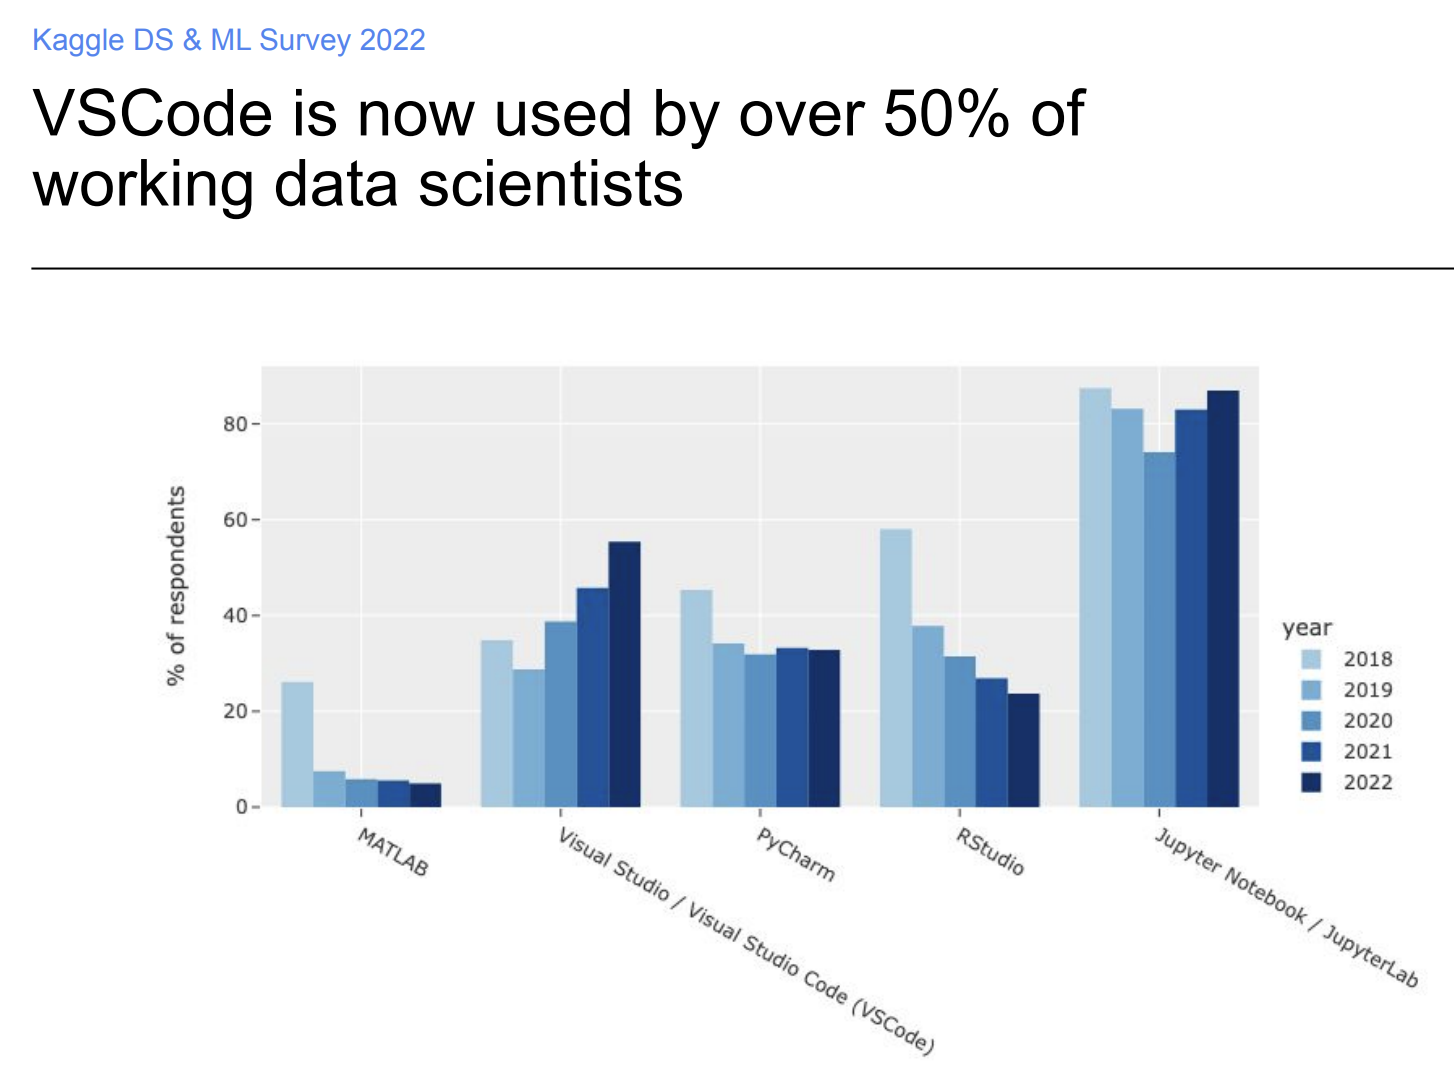 Kaggle DS & ML Survey 2022
VSCode is now used by over 50% of
working data scientists
% of respondents
80
60
40
20
0
MATLAB
Visual Studio / Visual Studio Code (VSCode)
PyCharm
RStudio
Jupyter Notebook / JupyterLab
year
2018
2019
2020
2021
2022